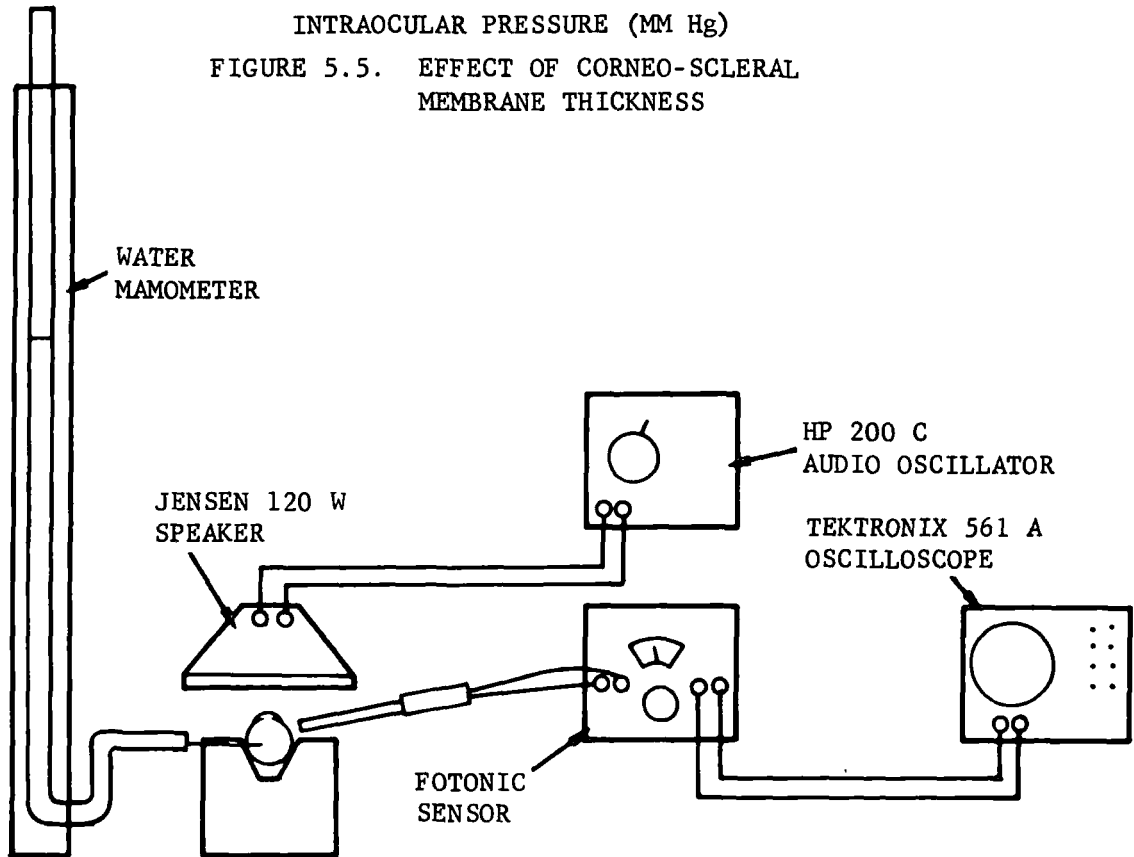 INTRAOCULAR PRESSURE (MM Hg)
FIGURE 5.5. EFFECT OF CORNEO-SCLERAL
MEMBRANE THICKNESS
WATER
MAMOMETER
HP 200 C
AUDIO OSCILLATOR
JENSEN 120 W
SPEAKER
TEKTRONIX 561 A
OSCILLOSCOPE
FOTONIC
SENSOR